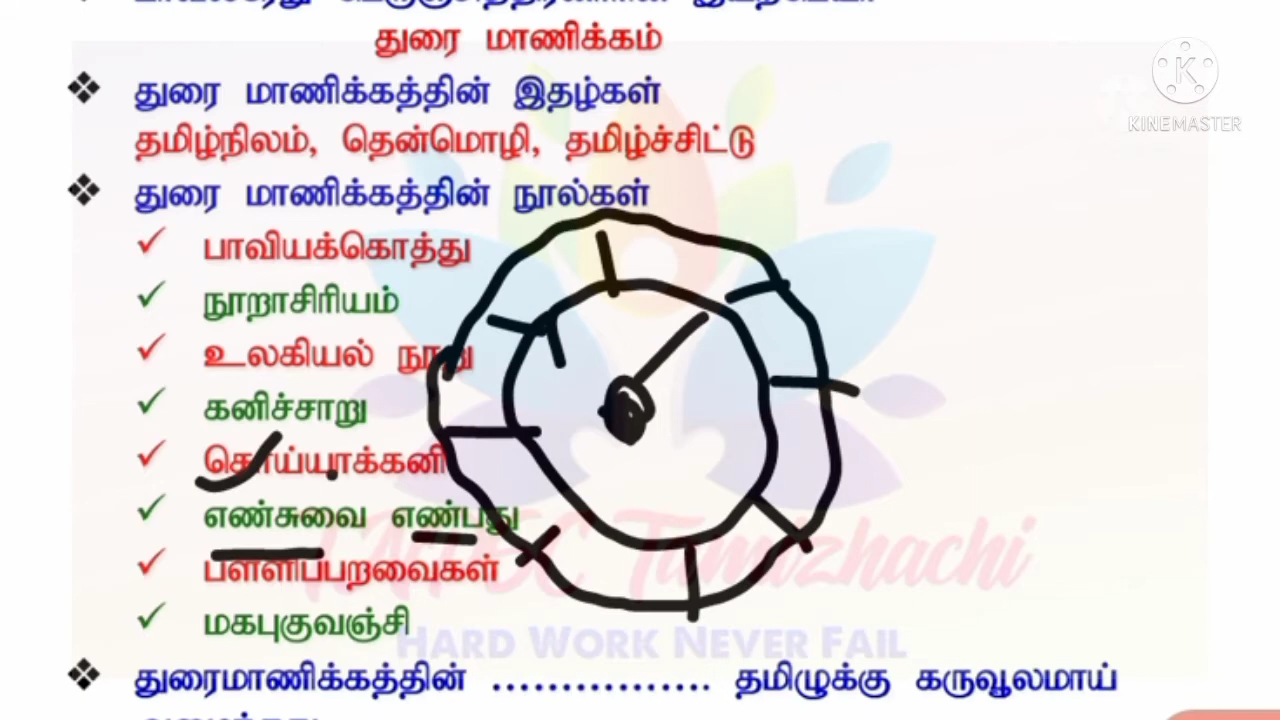 துரை மாணிக்கம்
KINEMASTER
❖ துரை மாணிக்கத்தின் இதழ்கள்
தமிழ்நிலம், தென்மொழி, தமிழ்ச்சிட்டு
❖ துரை மாணிக்கத்தின் நூல்கள்
✓ பாவியக்கொத்து
✓ நூறாசிரியம்
✓ உலகியல் நூறு
✓ கனிச்சாறு
✓ கொய்யாக்கனி
✓ எண்சுவை எண்பது
Tamizhachi
✓ பள்ளிப்பறவைகள்
✓ மகபுகுவஞ்சி
HARD WORK NEVER FAIL
❖ துரைமாணிக்கத்தின் ................. தமிழுக்கு கருவூலமாய்